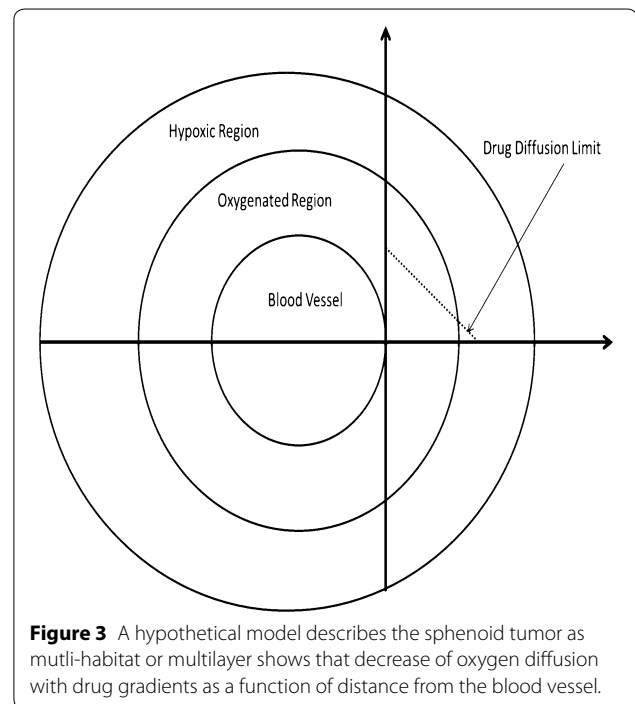 Hypoxic Region
Drug Diffusion Limit
Oxygenated Region
Blood Vessel
Figure 3 A hypothetical model describes the sphenoid tumor as
mutli-habitat or multilayer shows that decrease of oxygen diffusion
with drug gradients as a function of distance from the blood vessel.